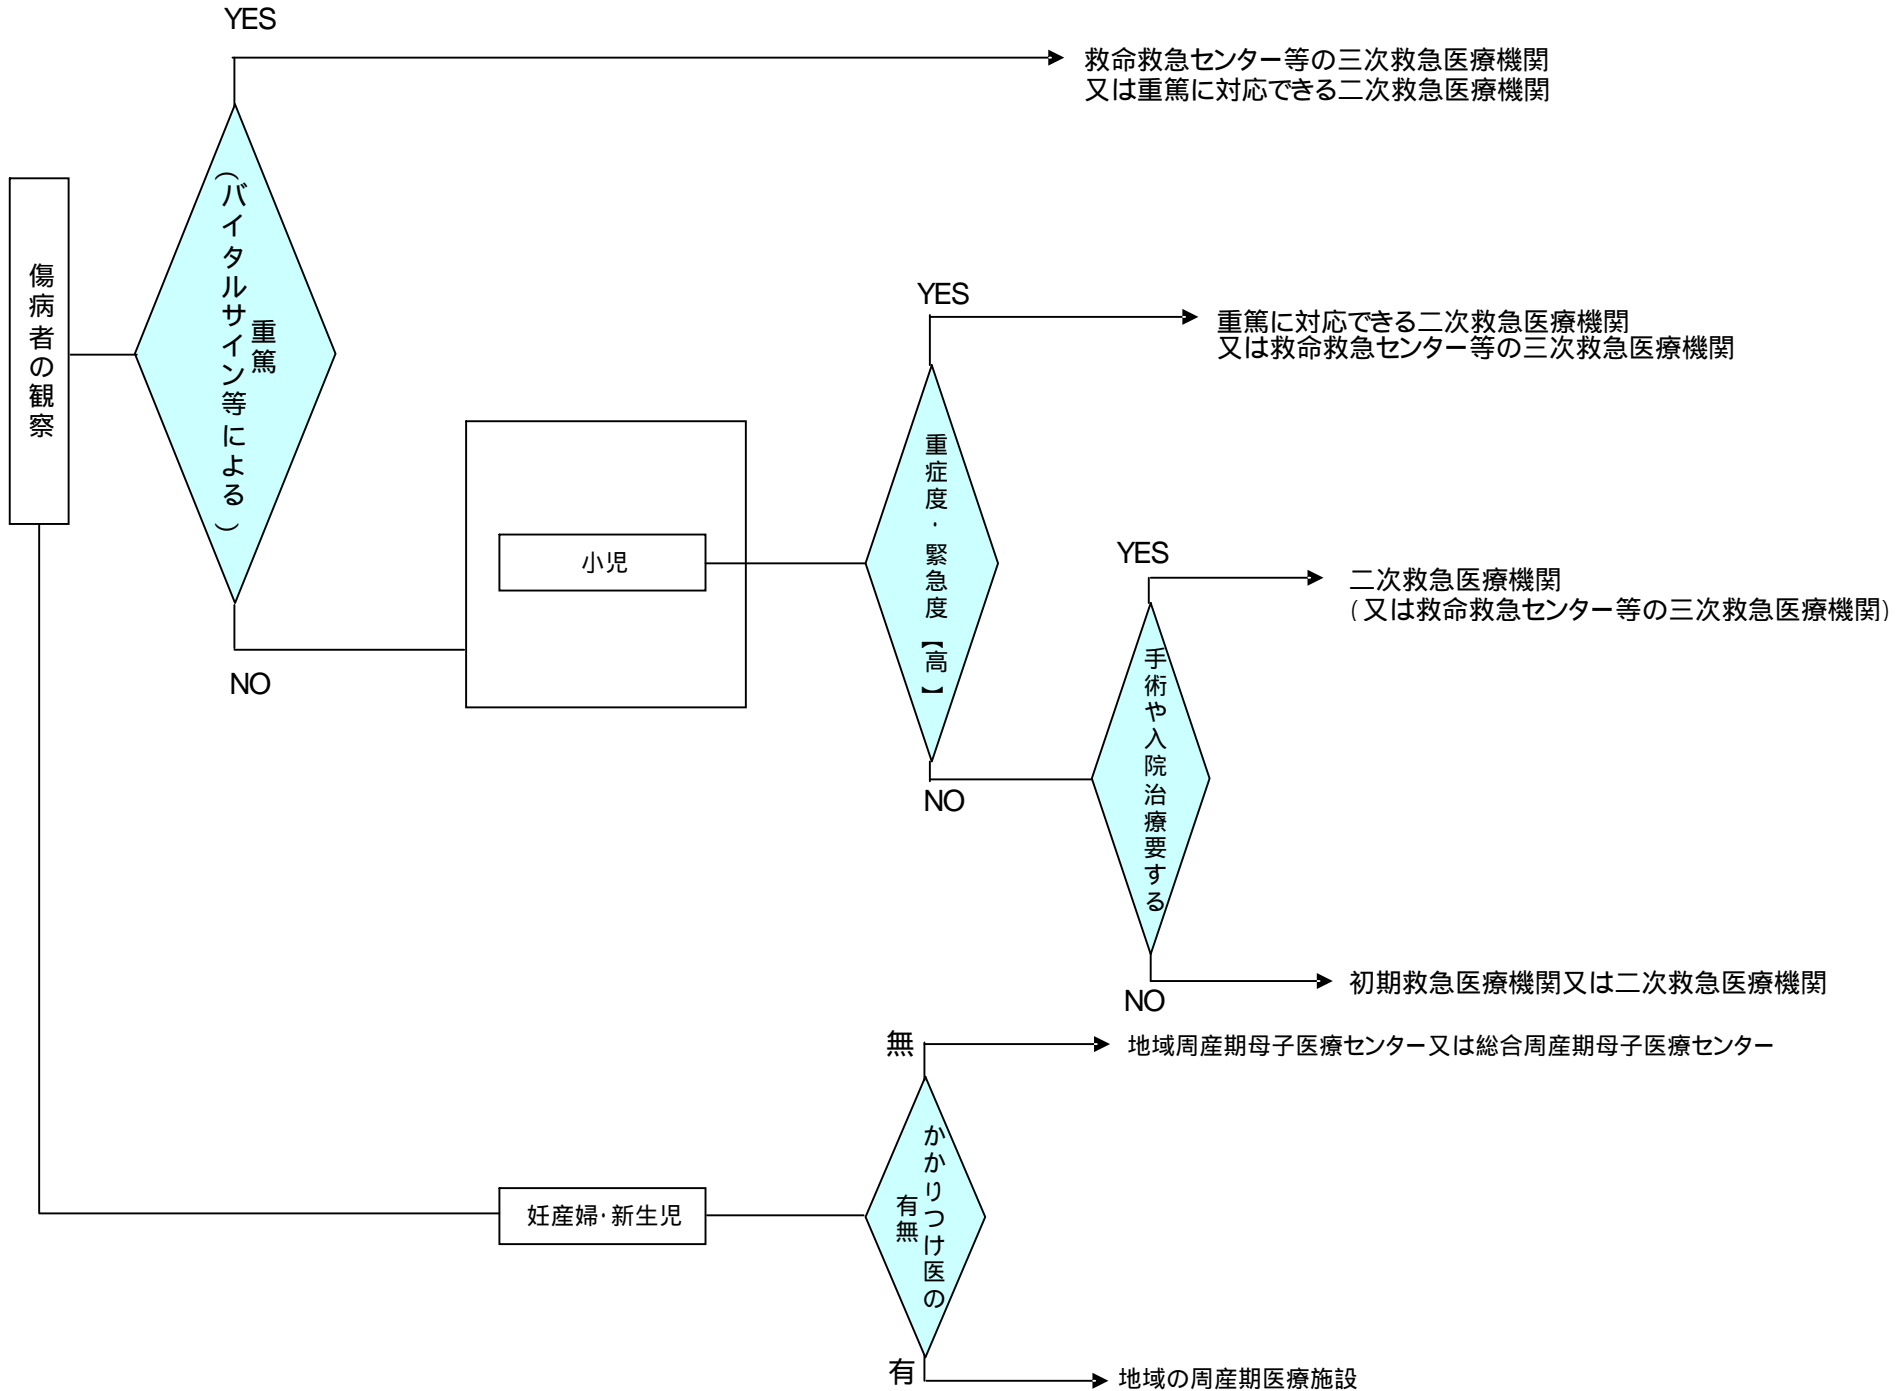 YES
救命救急センター等の三次救急医療機関
又は重篤に対応できる二次救急医療機関
傷病者の観察
重篤
(バイタルサイン等による)
NO
小児
YES
重篤に対応できる二次救急医療機関
又は救命救急センター等の三次救急医療機関
重症度・緊急度【高】
NO
YES
二次救急医療機関
(又は救命救急センター等の三次救急医療機関)
手術や入院治療要する
NO
初期救急医療機関又は二次救急医療機関
無
地域周産期母子医療センター又は総合周産期母子医療センター
妊産婦・新生児
かかりつけ医の
有無
有
地域の周産期医療施設